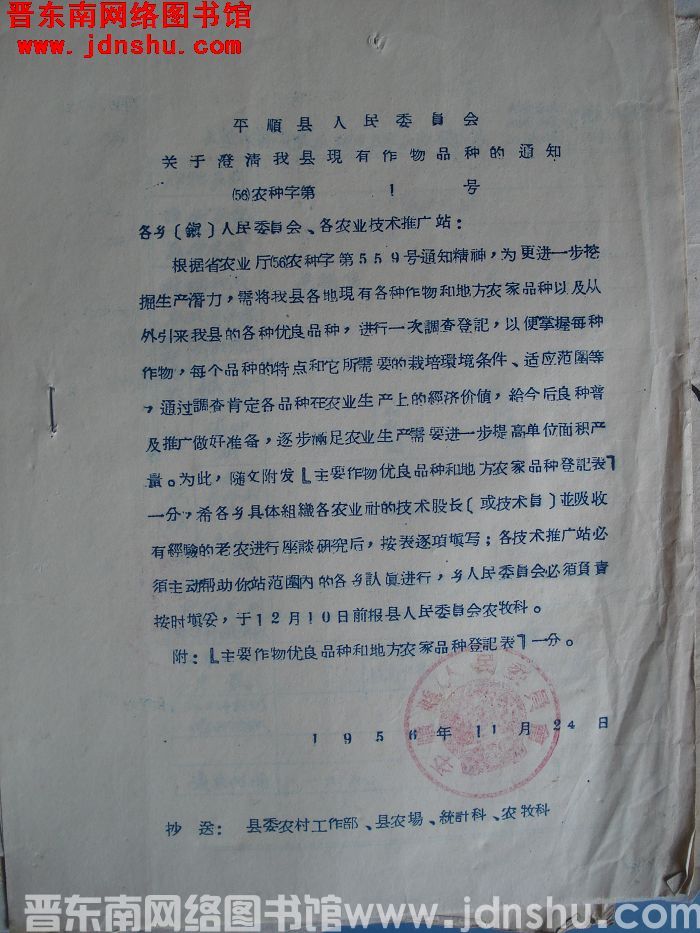 晋东南网络图书馆
www.jdnshu.com
平順县人民委員会
关于澄清我县現有作物品种的通知
(56)农种字第 1 号
各乡〔鎮〕人民委員会、各农业技术推广站：
根据省农业厅(56)农种字第559号通知精神，为更进一步挖
掘生产潛力，需将我县各地現有各种作物和地方农家品种以及从
外引来我县的各种优良品种，进行一次調查登記，以便掌握每种
作物，每个品种的特点和它所需要的栽培環境条件、适应范围等
，通过調查肯定各品种在农业生产上的經济价值，給今后良种普
及推广做好准备，逐步滿足农业生产需要进一步提高单位面积产
量。为此，随文附发〖主要作物优良品种和地方农家品种登記表〗
一分，希各乡具体組織各农业社的技术股长〔或技术員〕並吸收
有經驗的老农进行座談研究后，按表逐項填写；各技术推广站必
須主动帮助你站范围内的各乡認眞进行，乡人民委員会必須負責
按时填妥，于12月10日前报县人民委員会农牧科。
附：〖主要作物优良品种和地方农家品种登記表〗一分。
平順縣人民委員會
1956年11月24日
抄送：县委农村工作部、县农場、統計科、农牧科
晋东南网络图书馆www.jdnshu.com